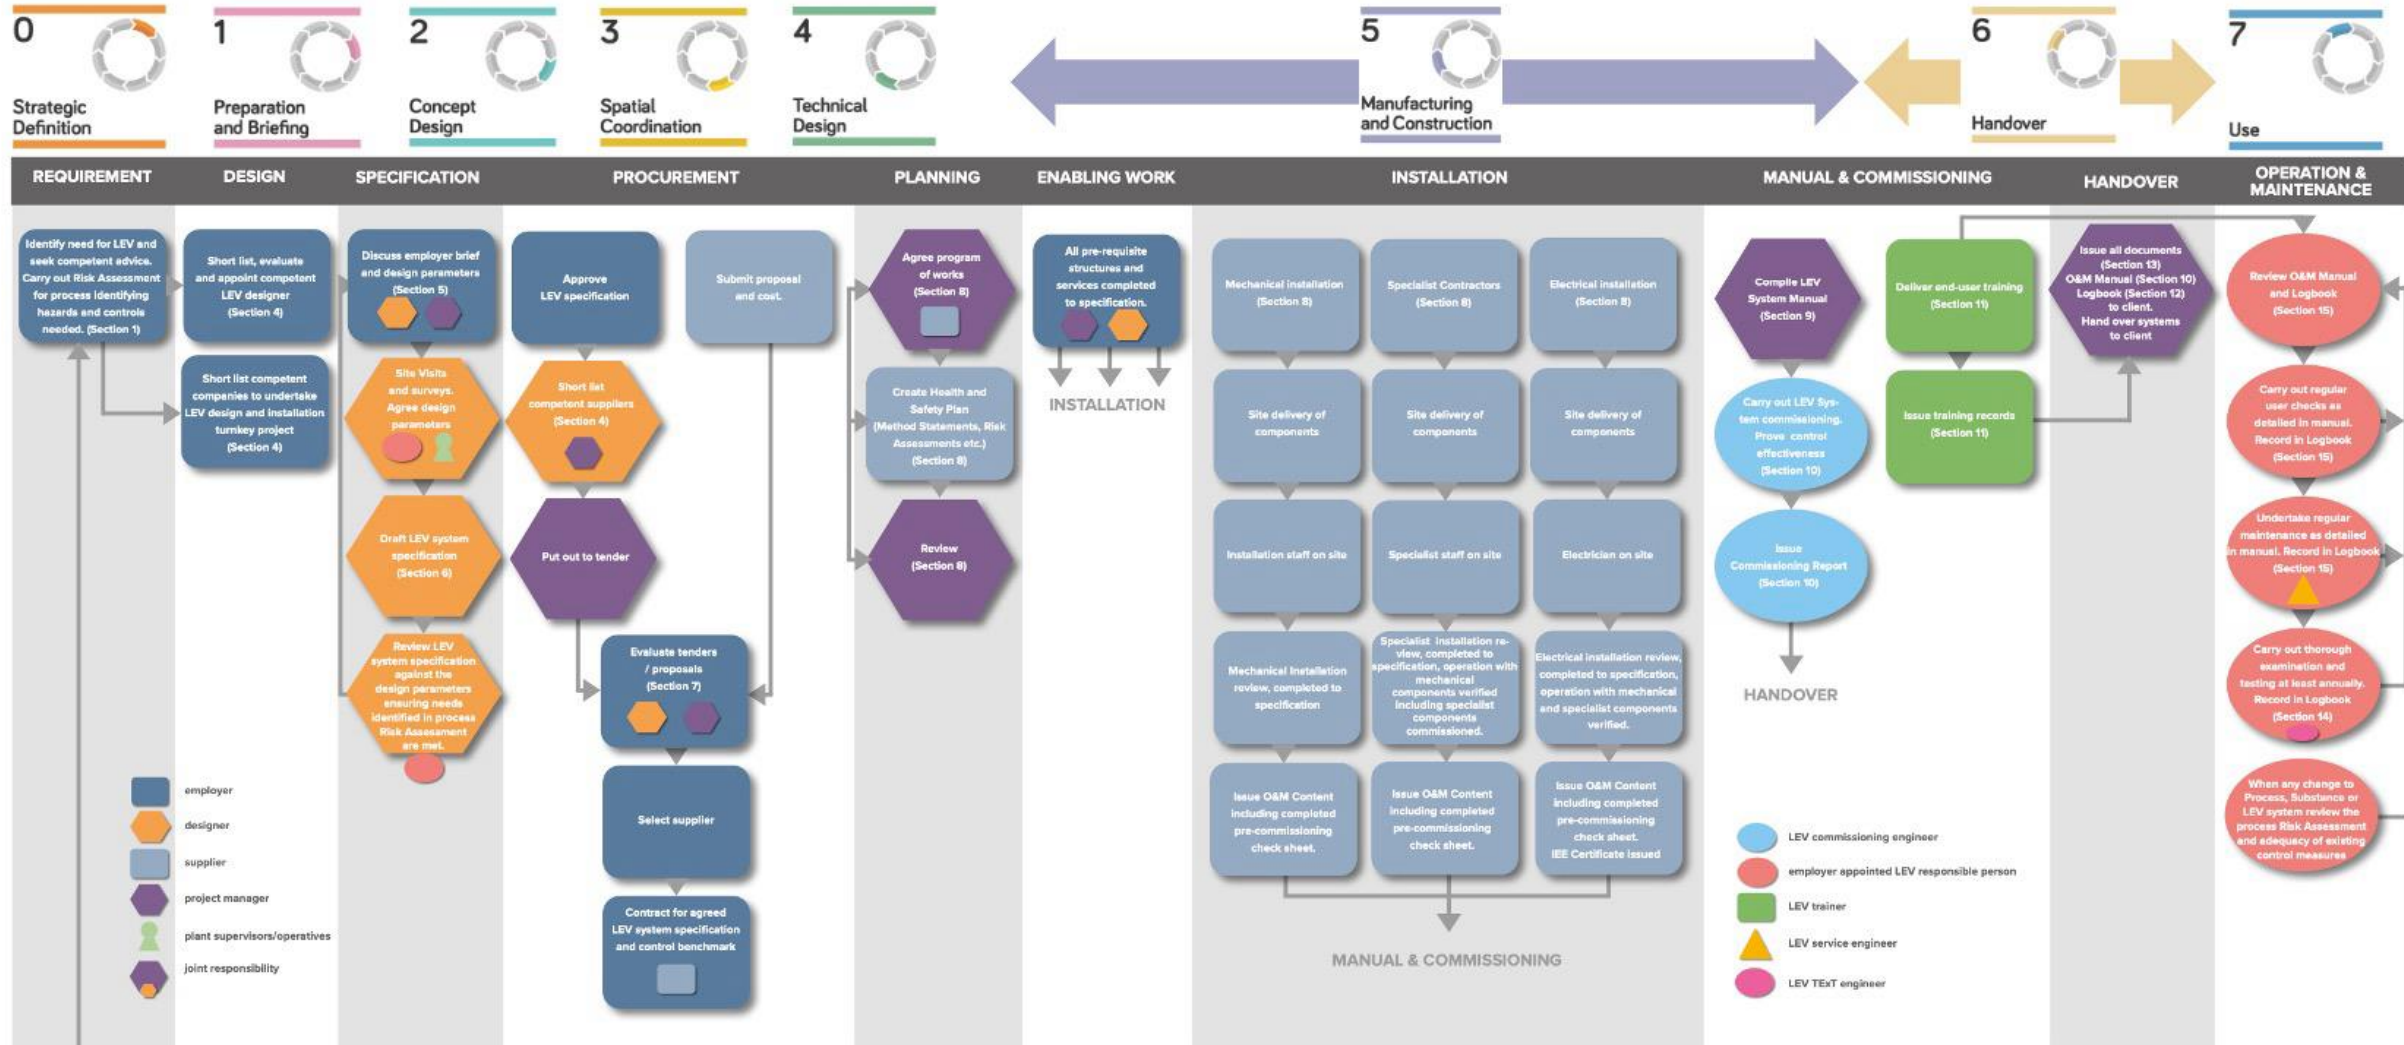 0
Strategic
Definition
1
Preparation
and Briefing
2
Concept
Design
3
Spatial
Coordination
4
Technical
Design
5
Manufacturing
and Construction
6
Handover
7
Use
REQUIREMENT
DESIGN
SPECIFICATION
PROCUREMENT
PLANNING
ENABLING WORK
INSTALLATION
MANUAL & COMMISSIONING
HANDOVER
OPERATION &
MAINTENANCE
Identify need for LEV and
seek competent advice.
Carry out Risk Assessment
for process identifying
hazards and controls
needed. (Section 1)
Short list, evaluate
and appoint competent
LEV designer
(Section 4)
Short list competent
companies to undertake
LEV design and installation
turnkey project
(Section 4)
Discuss employer brief
and design parameters
(Section 5)
Site Visits
and surveys.
Agree design
parameters
Draft LEV system
specification
(Section 6)
Review LEV
system specification
against the
design parameters
ensuring needs
identified in process
Risk Assessment
are met.
Approve
LEV specification
Short list
competent suppliers
(Section 4)
Put out to tender
Submit proposal
and cost.
Evaluate tenders
/ proposals
(Section 7)
Select supplier
Contract for agreed
LEV system specification
and control benchmark
Agree program
of works
(Section 8)
Create Health and
Safety Plan
(Method Statements, Risk
Assessments etc.)
(Section 8)
Review
(Section 8)
All pre-requisite
structures and
services completed
to specification.
INSTALLATION
Mechanical installation
(Section 8)
Site delivery of
components
Installation staff on site
Mechanical Installation
review, completed to
specification
Issue O&M Content
including completed
pre-commissioning
check sheet.
Specialist Contractors
(Section 8)
Site delivery of
components
Specialist staff on site
Specialist installation re-
view, completed to
specification, operation with
mechanical
components verified
including specialist
components
commissioned.
Issue O&M Content
including completed
pre-commissioning
check sheet.
Electrical installation
(Section 8)
Site delivery of
components
Electrician on site
Electrical installation review,
completed to specification,
operation with mechanical
and specialist components
verified.
Issue O&M Content
including completed
pre-commissioning
check sheet.
IEE Certificate issued
MANUAL & COMMISSIONING
Compile LEV
System Manual
(Section 9)
Carry out LEV Sys-
tem commissioning.
Prove control
effectiveness
(Section 10)
Issue
Commissioning Report
(Section 10)
HANDOVER
Deliver end-user training
(Section 11)
Issue training records
(Section 11)
Issue all documents
(Section 13)
O&M Manual (Section 10)
Logbook (Section 12)
to client.
Hand over systems
to client
Review O&M Manual
and Logbook
(Section 15)
Carry out regular
user checks as
detailed in manual.
Record in Logbook
(Section 15)
Undertake regular
maintenance as detailed
in manual. Record in Logbook
(Section 15)
Carry out thorough
examination and
testing at least annually.
Record in Logbook
(Section 14)
When any change to
Process, Substance or
LEV system review the
process Risk Assessment
and adequacy of existing
control measures
employer
designer
supplier
project manager
plant supervisors/operatives
joint responsibility
LEV commissioning engineer
employer appointed LEV responsible person
LEV trainer
LEV service engineer
LEV TExT engineer